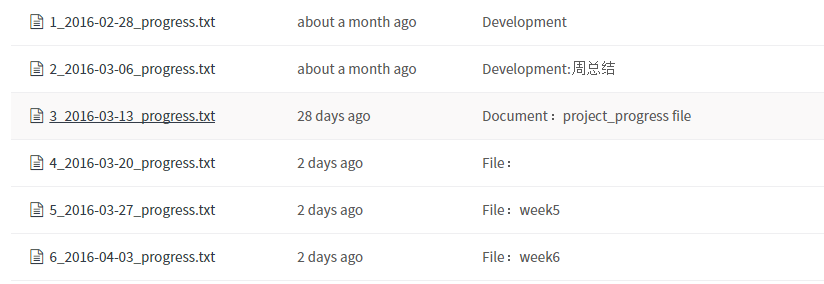 1_2016-02-28_progress.txt about a month ago Development
2_2016-03-06_progress.txt about a month ago Development:周总结
3_2016-03-13_progress.txt 28 days ago Document：project_progress file
4_2016-03-20_progress.txt 2 days ago File：
5_2016-03-27_progress.txt 2 days ago File：week5
6_2016-04-03_progress.txt 2 days ago File：week6